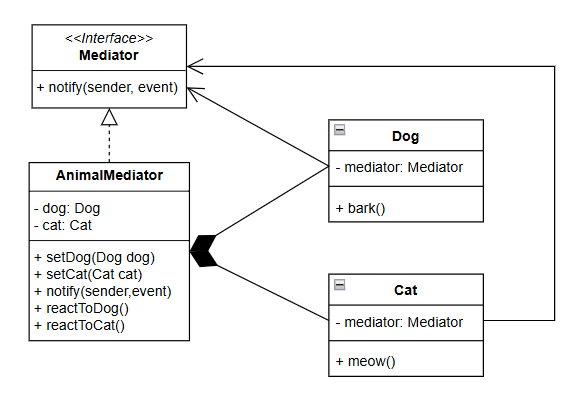 <<Interface>>
Mediator
+ notify(sender, event)
AnimalMediator
- dog: Dog
- cat: Cat
+ setDog(Dog dog)
+ setCat(Cat cat)
+ notify(sender,event)
+ reactToDog()
+ reactToCat()
Dog
- mediator: Mediator
+ bark()
Cat
- mediator: Mediator
+ meow()